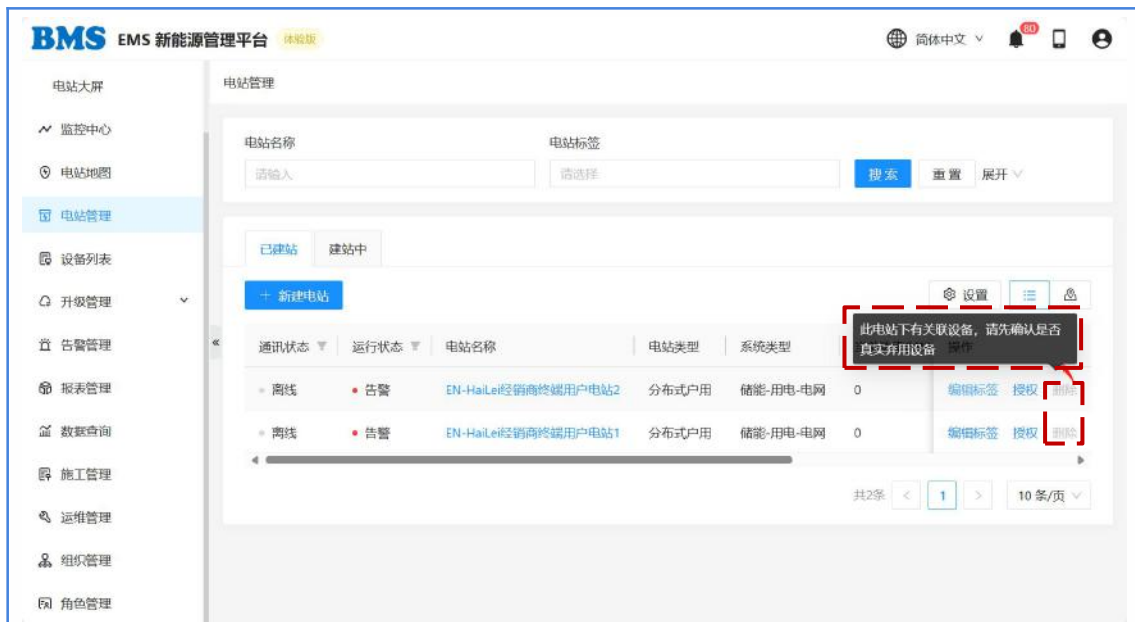 BMS EMS 新能源管理平台 体验版 简体中文 80
电站大屏
监控中心
电站地图
电站管理
设备列表
升级管理
告警管理
报表管理
数据查询
施工管理
运维管理
组织管理
角色管理
电站管理
电站名称 电站标签
请输入 请选择 搜索 重置 展开
已建站 建站中
+ 新建电站 设置
此电站下有关联设备，请先确认是否
真实弃用设备
通讯状态 运行状态 电站名称 电站类型 系统类型 操作
离线 告警 EN-HaiLei经销商终端用户电站2 分布式户用 储能-用电-电网 0 编辑标签 授权 删除
离线 告警 EN-HaiLei经销商终端用户电站1 分布式户用 储能-用电-电网 0 编辑标签 授权 删除
共2条 < 1 > 10 条/页